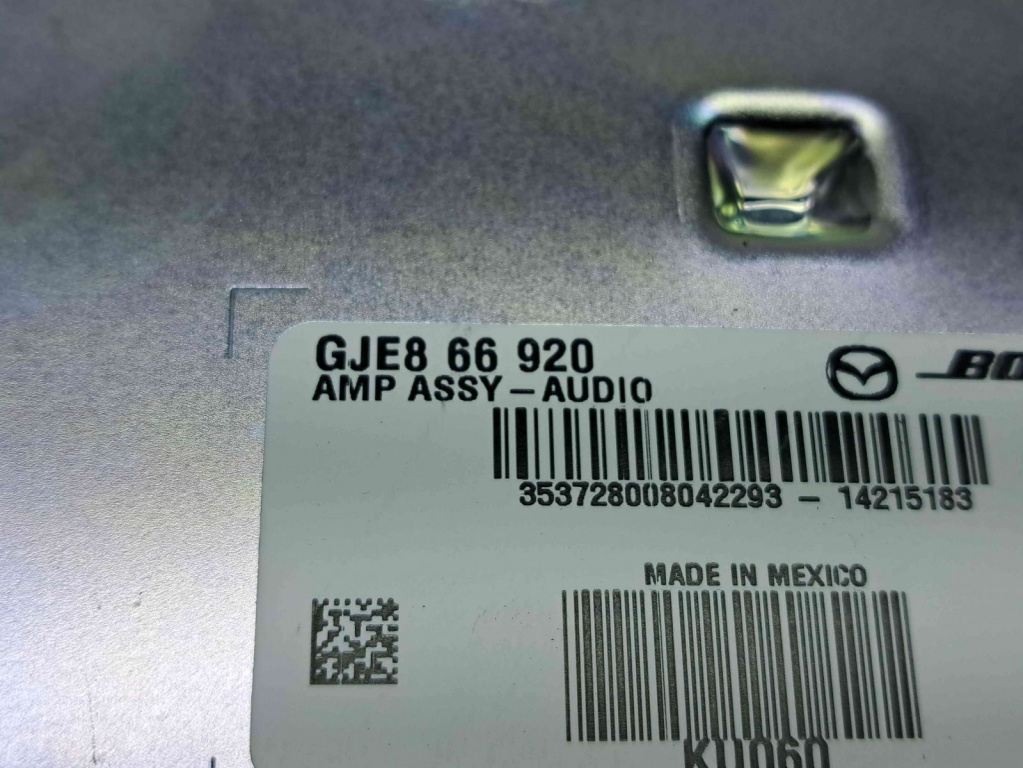 GJE8 66 920
AMP ASSY - AUDIO
353728008042293 - 14215183
MADE IN MEXICO